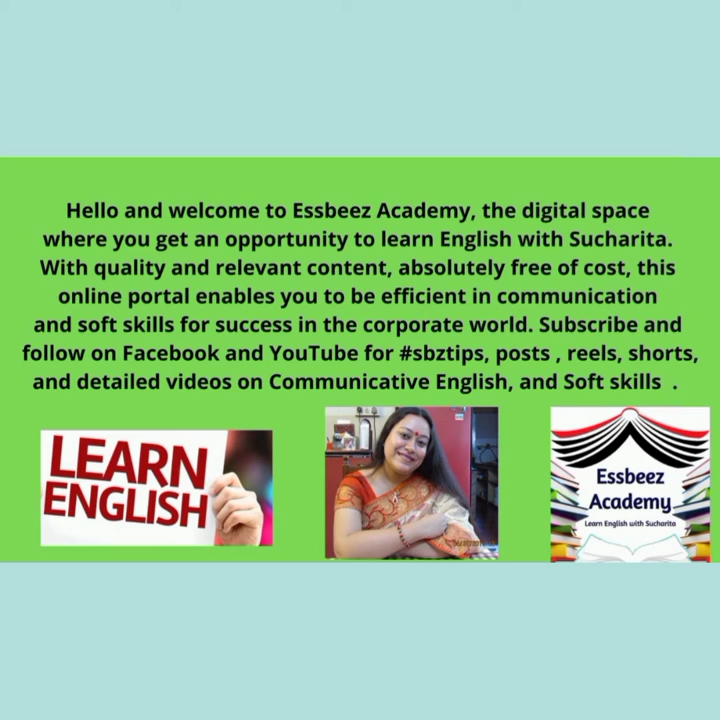 Hello and welcome to Essbeez Academy, the digital space
where you get an opportunity to learn English with Sucharita.
With quality and relevant content, absolutely free of cost, this
online portal enables you to be efficient in communication
and soft skills for success in the corporate world. Subscribe and
follow on Facebook and YouTube for #sbztips, posts , reels, shorts,
and detailed videos on Communicative English, and Soft skills .
LEARN
ENGLISH
Essbeez
Academy
Learn English with Sucharita